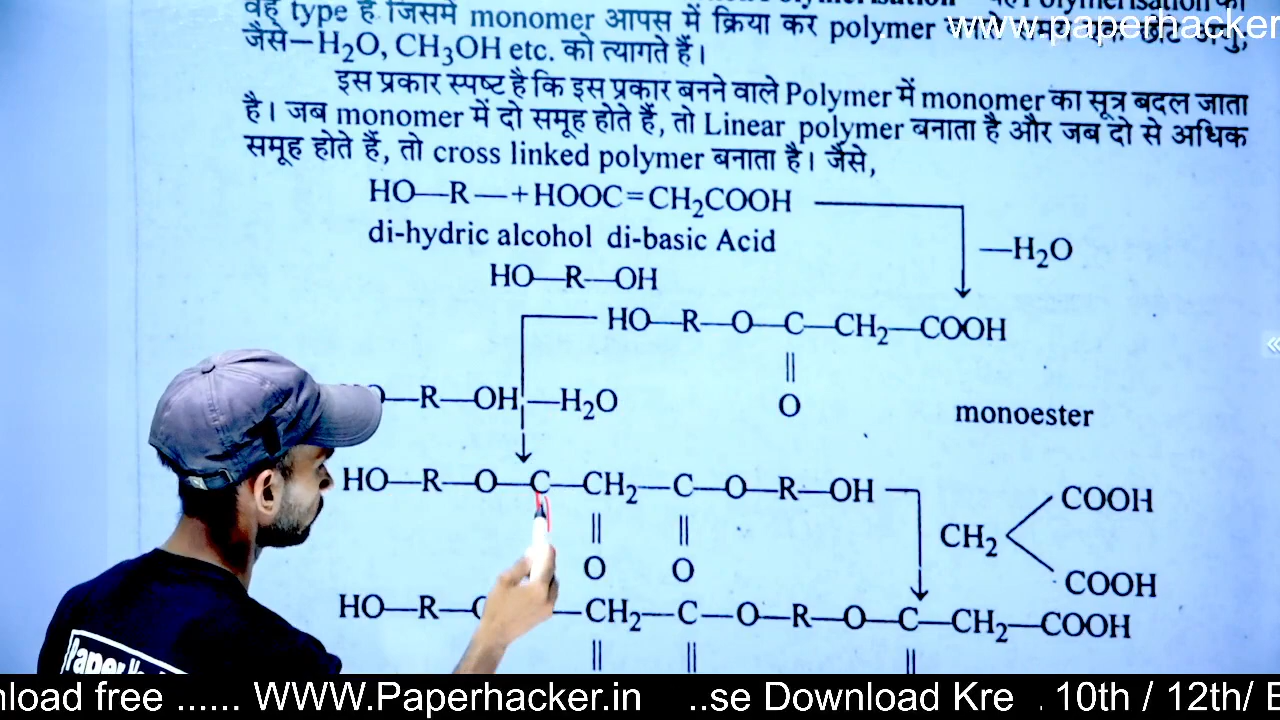 वह type है जिसमें monomer आपस में क्रिया कर polymer
www.paperhacker
जैसे–H₂O, CH₃OH etc. को त्यागते हैं।
इस प्रकार स्पष्ट है कि इस प्रकार बनने वाले Polymer में monomer का सूत्र बदल जाता
है। जब monomer में दो समूह होते हैं, तो Linear polymer बनाता है और जब दो से अधिक
समूह होते हैं, तो cross linked polymer बनाता है। जैसे,
HO—R—+HOOC=CH₂COOH
di-hydric alcohol di-basic Acid
—H₂O
HO—R—OH
HO—R—O—C—CH₂—COOH
||
O
—R—OH —H₂O
monoester
HO—R—O—C—CH₂—C—O—R—OH
|| ||
O O
COOH
CH₂
COOH
HO—R— —CH₂—C—O—R—O—C—CH₂—COOH
|| || ||
nload free ...... WWW.Paperhacker.in ..se Download Kre . 10th / 12th/